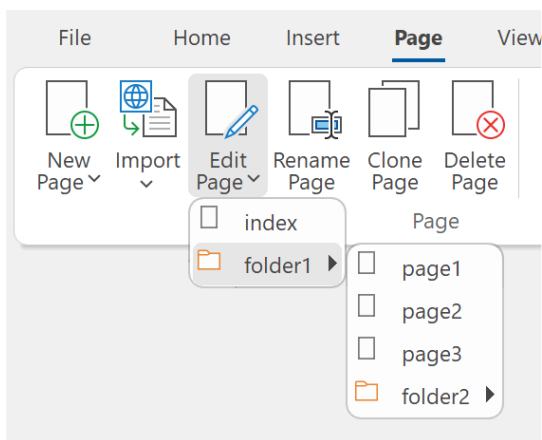 File Home Insert Page View
New Page
Import
Edit Page
Rename Page
Clone Page
Delete Page
Page
index
folder1
page1
page2
page3
folder2